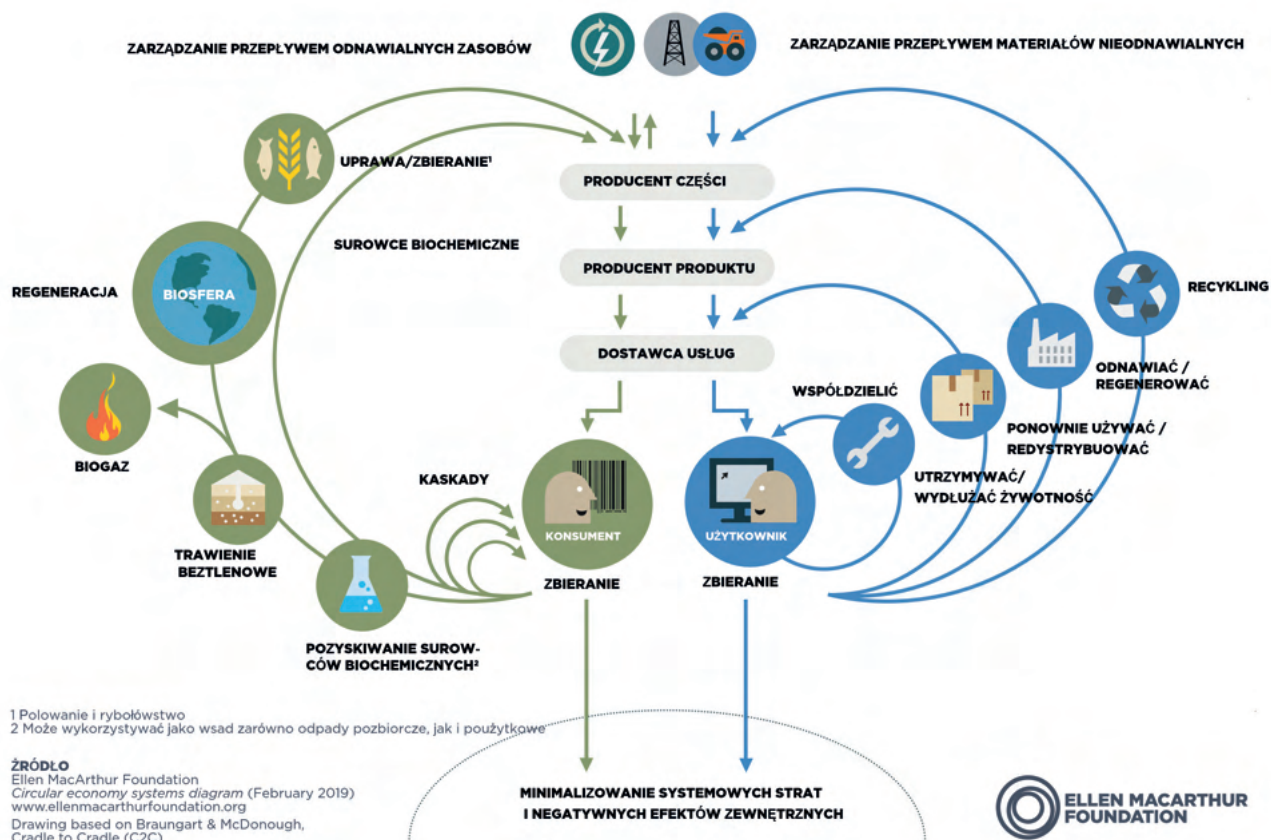 ZARZĄDZANIE PRZEPŁYWEM ODNAWIALNYCH ZASOBÓW
ZARZĄDZANIE PRZEPŁYWEM MATERIAŁÓW NIEODNAWIALNYCH
UPRAWA/ZBIERANIE¹
PRODUCENT CZĘŚCI
SUROWCE BIOCHEMICZNE
PRODUCENT PRODUKTU
REGENERACJA
BIOSFERA
RECYKLING
DOSTAWCA USŁUG
ODNAWIAĆ /
REGENEROWAĆ
WSPÓŁDZIELIĆ
PONOWNIE UŻYWAĆ /
REDYSTRYBUOWAĆ
BIOGAZ
KASKADY
UTRZYMYWAĆ/
WYDŁUŻAĆ ŻYWOTNOŚĆ
KONSUMENT
UŻYTKOWNIK
TRAWIENIE
BEZTLENOWE
ZBIERANIE
ZBIERANIE
POZYSKIWANIE SUROW-
CÓW BIOCHEMICZNYCH²
1 Polowanie i rybołówstwo
2 Może wykorzystywać jako wsad zarówno odpady pozbiorcze, jak i poużytkowe
ŹRÓDŁO
Ellen MacArthur Foundation
Circular economy systems diagram (February 2019)
www.ellenmacarthurfoundation.org
Drawing based on Braungart & McDonough,
Cradle to Cradle (C2C)
MINIMALIZOWANIE SYSTEMOWYCH STRAT
I NEGATYWNYCH EFEKTÓW ZEWNĘTRZNYCH
ELLEN MACARTHUR
FOUNDATION